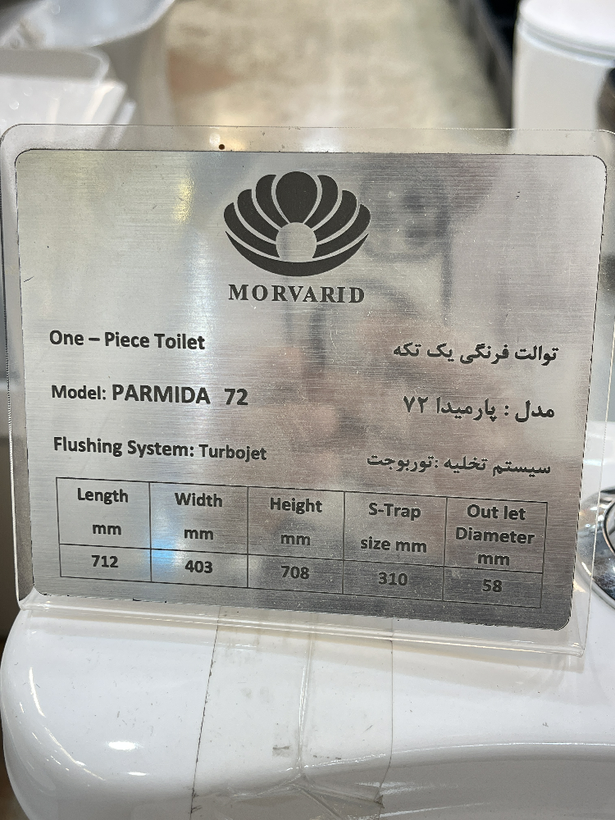 MORVARID
One – Piece Toilet
توالت فرنگی یک تکه
Model: PARMIDA 72
مدل : پارمیدا ۷۲
Flushing System: Turbojet
سیستم تخلیه :توربوجت
Length mm | Width mm | Height mm | S-Trap size mm | Out let Diameter mm
712 | 403 | 708 | 310 | 58